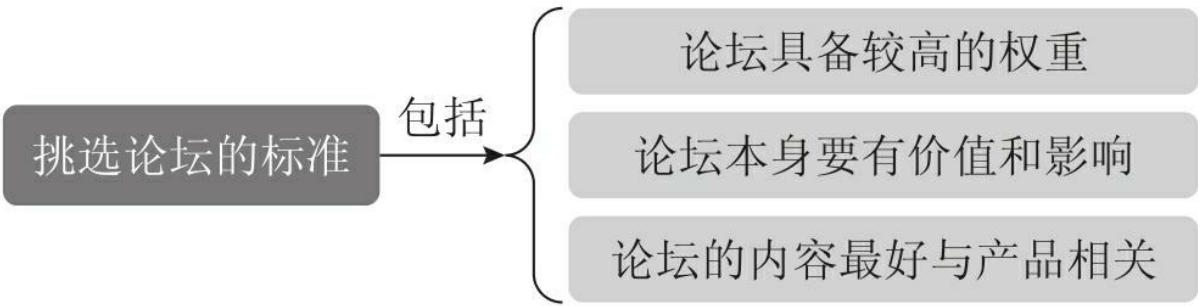 挑选论坛的标准
包括
论坛具备较高的权重
论坛本身要有价值和影响
论坛的内容最好与产品相关